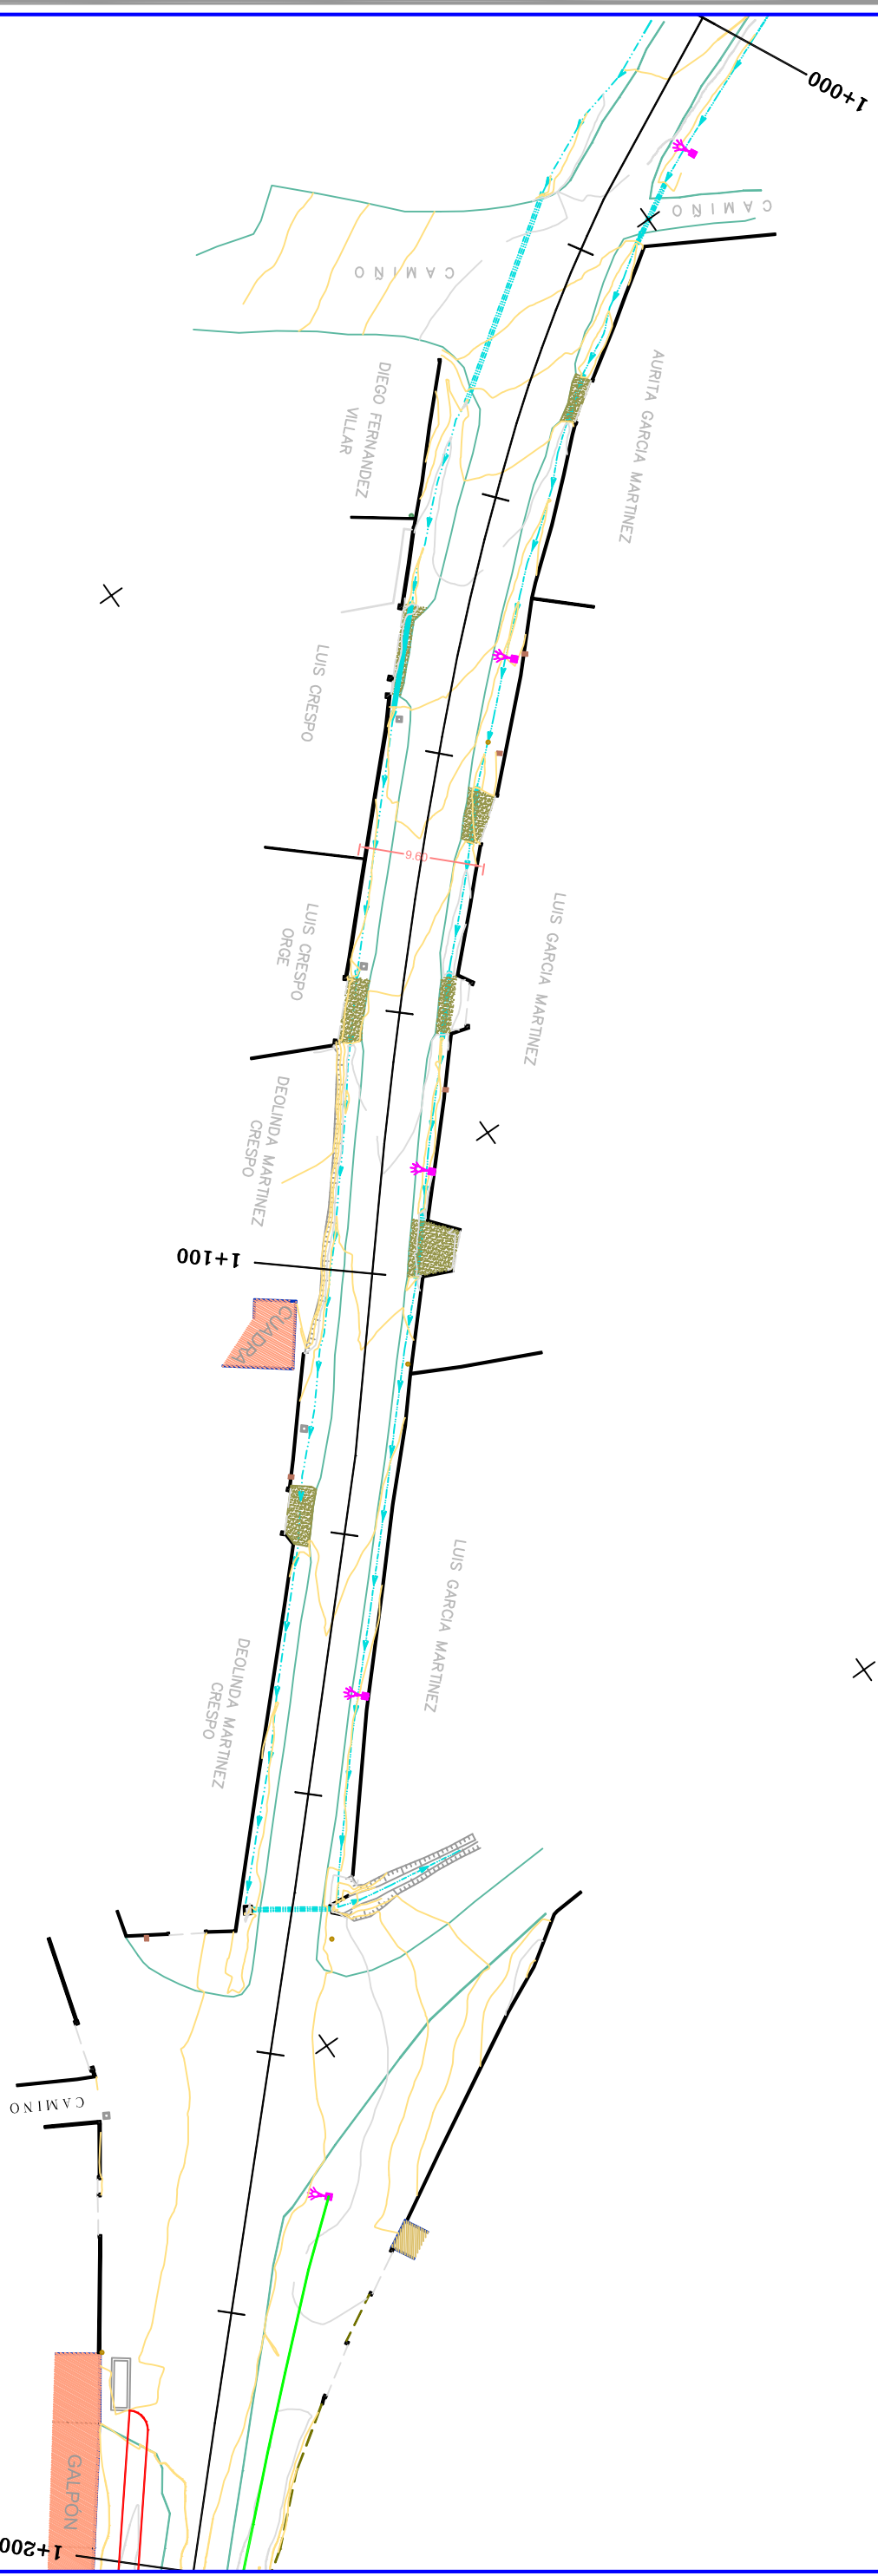 1+000
CAMIÑO
CAMIÑO
DIEGO FERNANDEZ
VILLAR
AURITA GARCIA MARTINEZ
LUIS CRESPO
9.60
LUIS CRESPO
ORGE
LUIS GARCIA MARTINEZ
DEOLINDA MARTINEZ
CRESPO
1+100
CUADRA
LUIS GARCIA MARTINEZ
DEOLINDA MARTINEZ
CRESPO
CAMINO
GALPÓN
1+200